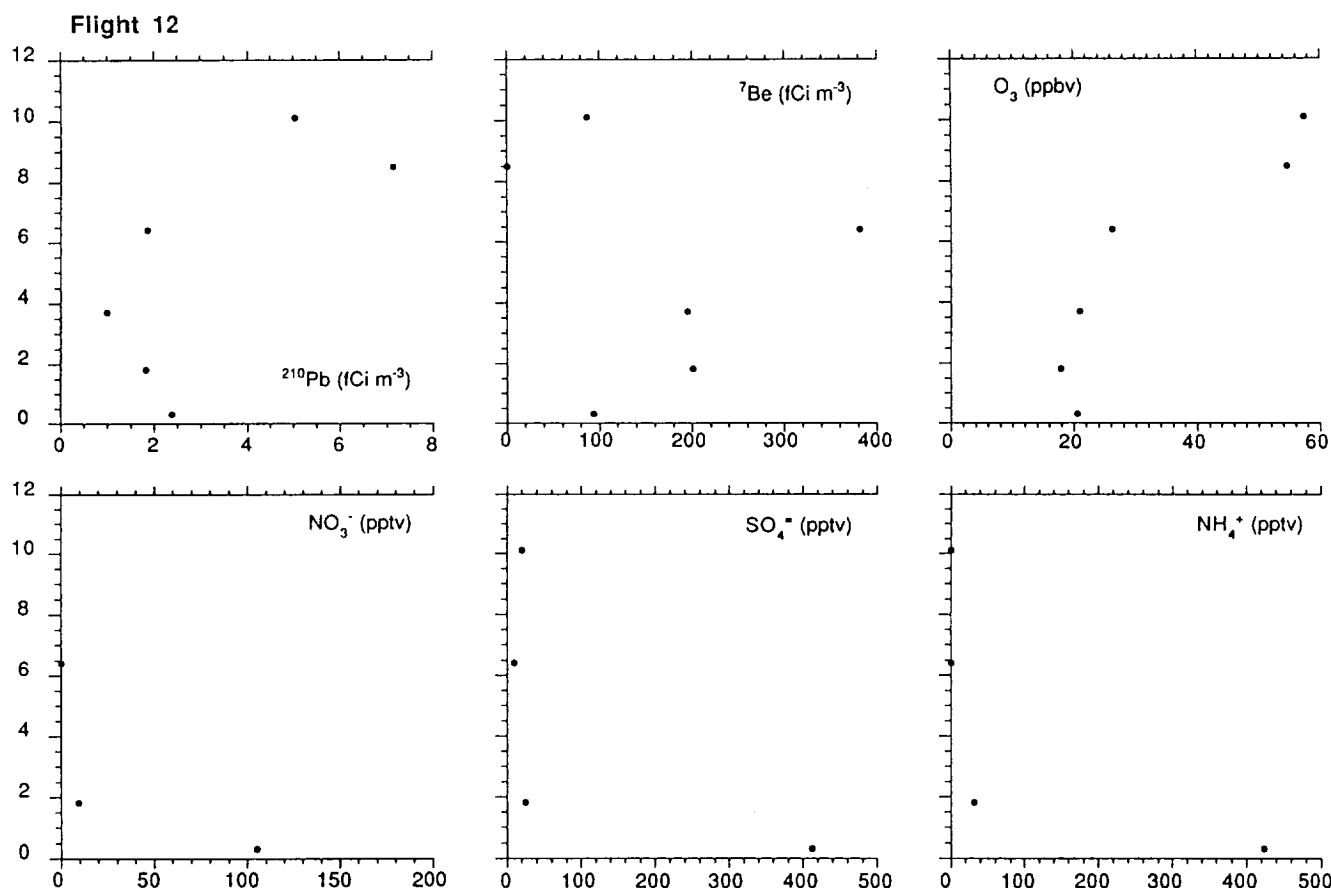 Flight 12
12
10
8
6
4
2
0
²¹⁰Pb (fCi m⁻³)
0 2 4 6 8
⁷Be (fCi m⁻³)
0 100 200 300 400
O₃ (ppbv)
0 20 40 60
12
10
8
6
4
2
0
NO₃⁻ (pptv)
0 50 100 150 200
SO₄⁼ (pptv)
0 100 200 300 400 500
NH₄⁺ (pptv)
0 100 200 300 400 500